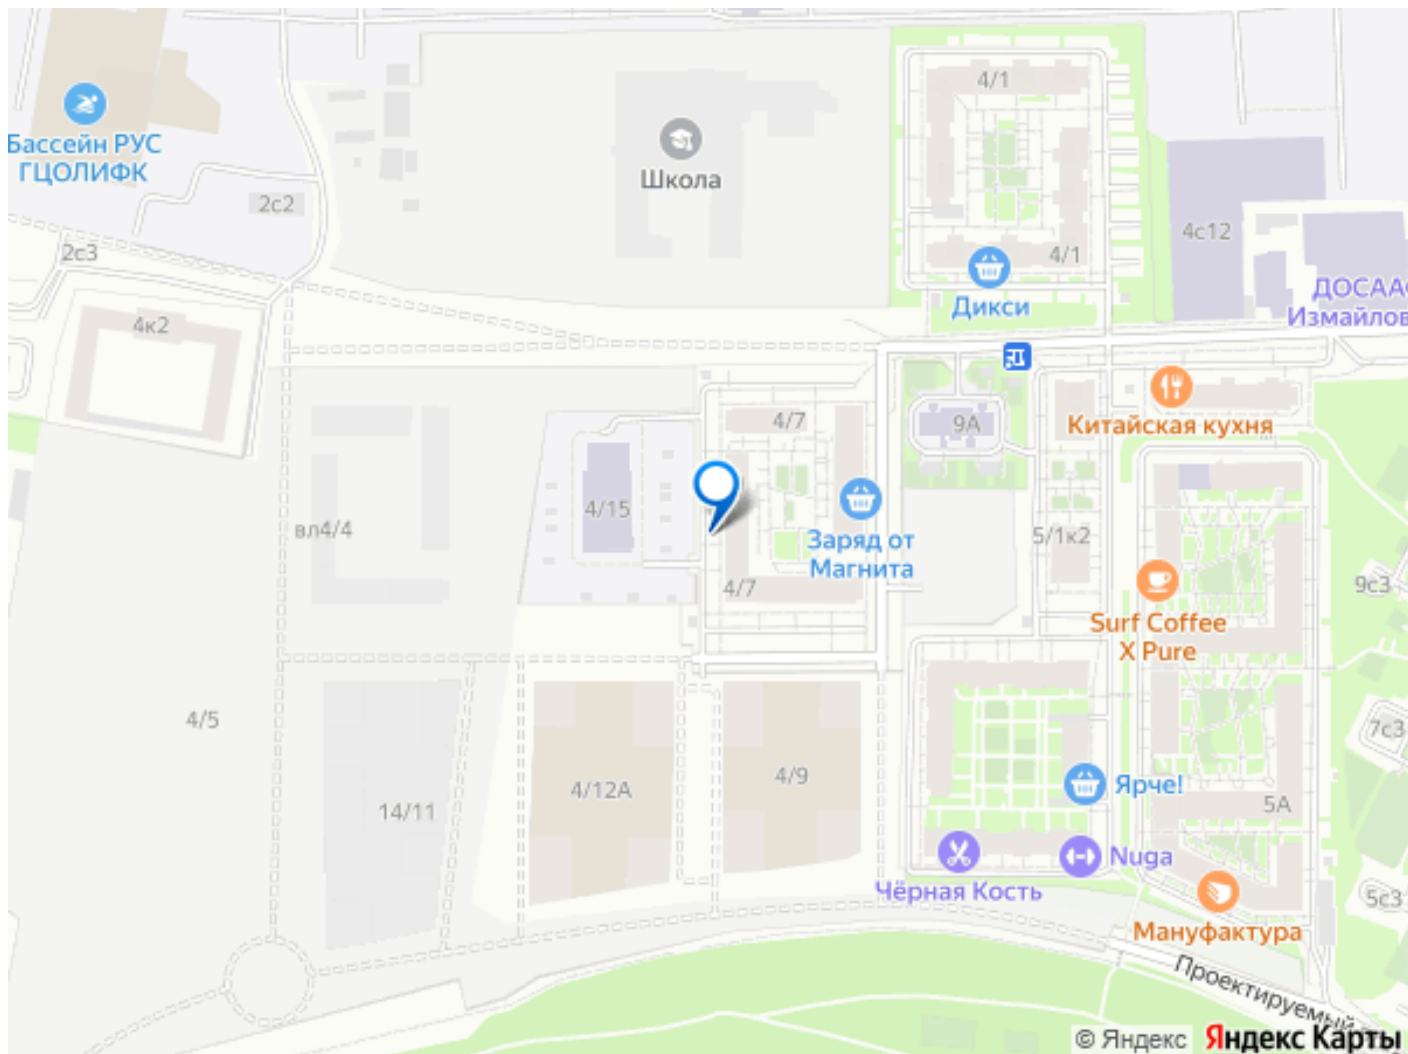 4/1
Бассейн РУС
ГЦОЛИФК
Школа
2с2
4с12
2с3
4/1
ДОСААФ
Измайлов
Дикси
4к2
4/7
9А
Китайская кухня
4/15
вл4/4
Заряд от
Магнита
5/1к2
4/7
9с3
Surf Coffee
X Pure
4/5
7с3
4/9
4/12А
Ярче!
14/11
5А
Nuga
Чёрная Кость
5с3
Мануфактура
Проектируемый
© Яндекс Яндекс Карты